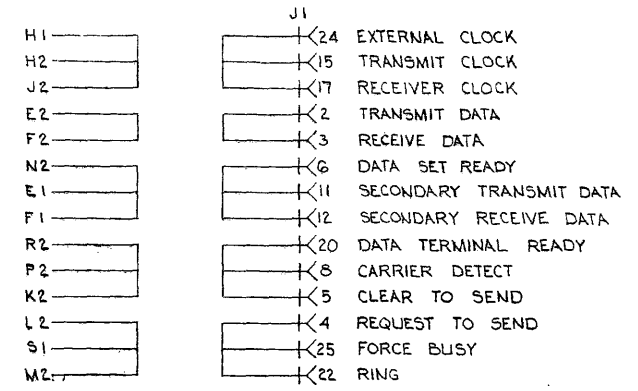 J1
H1 24 EXTERNAL CLOCK
H2 15 TRANSMIT CLOCK
J2 17 RECEIVER CLOCK
E2 2 TRANSMIT DATA
F2 3 RECEIVE DATA
N2 6 DATA SET READY
E1 11 SECONDARY TRANSMIT DATA
F1 12 SECONDARY RECEIVE DATA
R2 20 DATA TERMINAL READY
P2 8 CARRIER DETECT
K2 5 CLEAR TO SEND
L2 4 REQUEST TO SEND
S1 25 FORCE BUSY
M2 22 RING